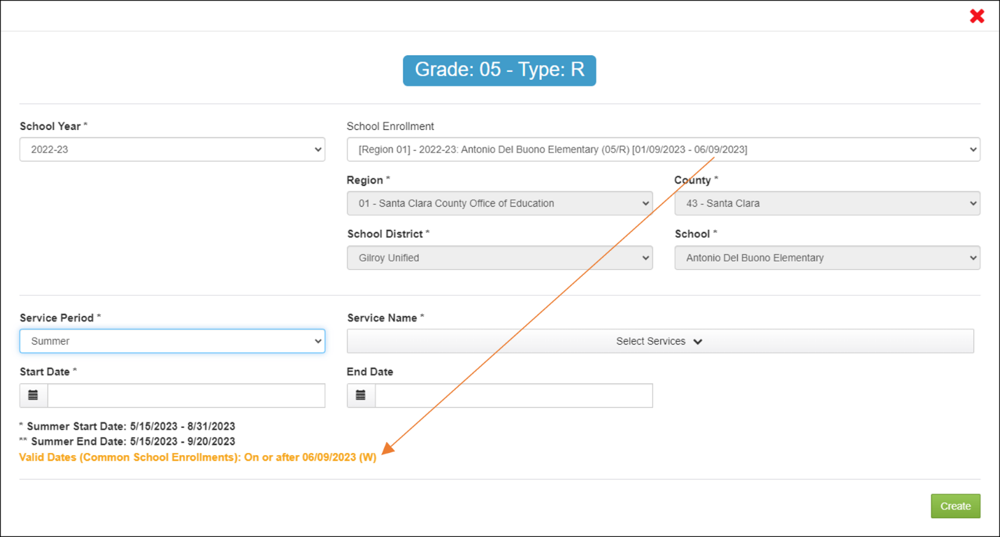 Grade: 05 - Type: R
School Year *
School Enrollment
2022-23
[Region 01] - 2022-23: Antonio Del Buono Elementary (05/R) [01/09/2023 - 06/09/2023]
Region *
County *
01 - Santa Clara County Office of Education
43 - Santa Clara
School District *
School *
Gilroy Unified
Antonio Del Buono Elementary
Service Period *
Service Name *
Summer
Select Services
Start Date *
End Date
* Summer Start Date: 5/15/2023 - 8/31/2023
** Summer End Date: 5/15/2023 - 9/20/2023
Valid Dates (Common School Enrollments): On or after 06/09/2023 (W)
Create